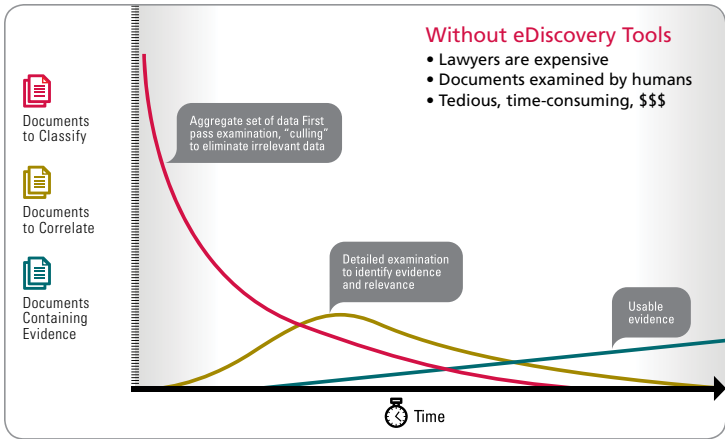 Without eDiscovery Tools
• Lawyers are expensive
• Documents examined by humans
• Tedious, time-consuming, $$$
Documents
to Classify
Documents
to Correlate
Documents
Containing
Evidence
Aggregate set of data First
pass examination, “culling”
to eliminate irrelevant data
Detailed examination
to identify evidence
and relevance
Usable
evidence
Time